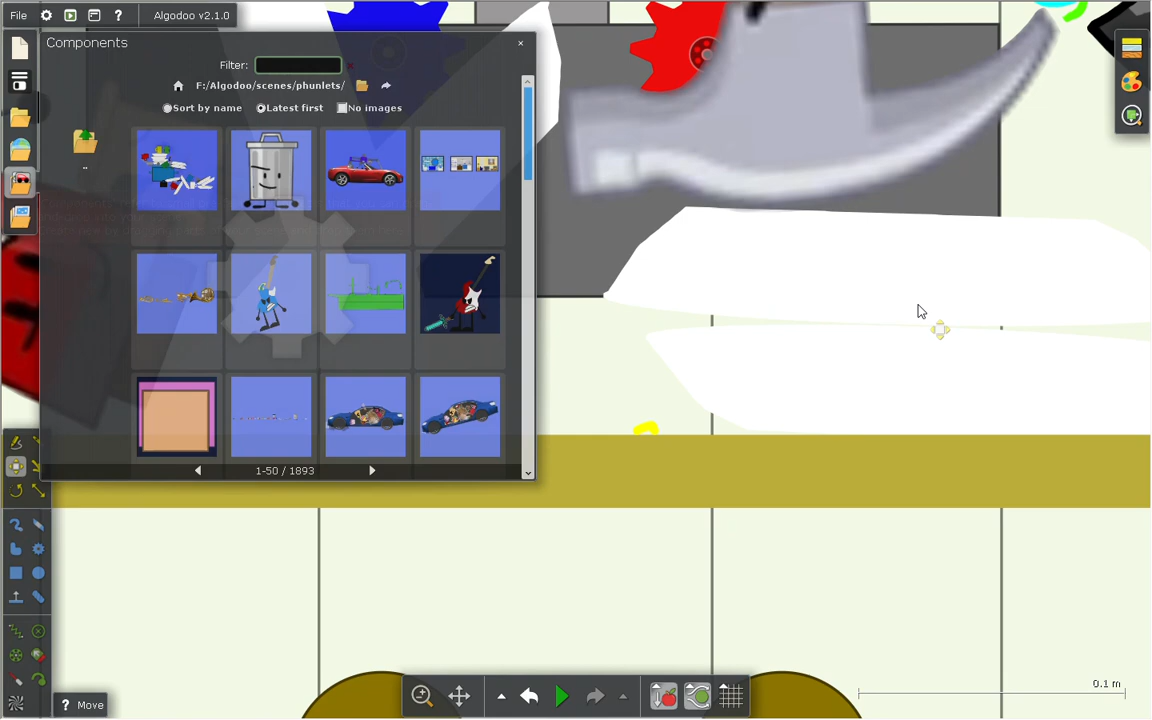 File ? Algodoo v2.1.0
Components
Filter:
F:/Algodoo/scenes/phunlets/
Sort by name Latest first No images
..
1-50 / 1893
? Move
0.1 m